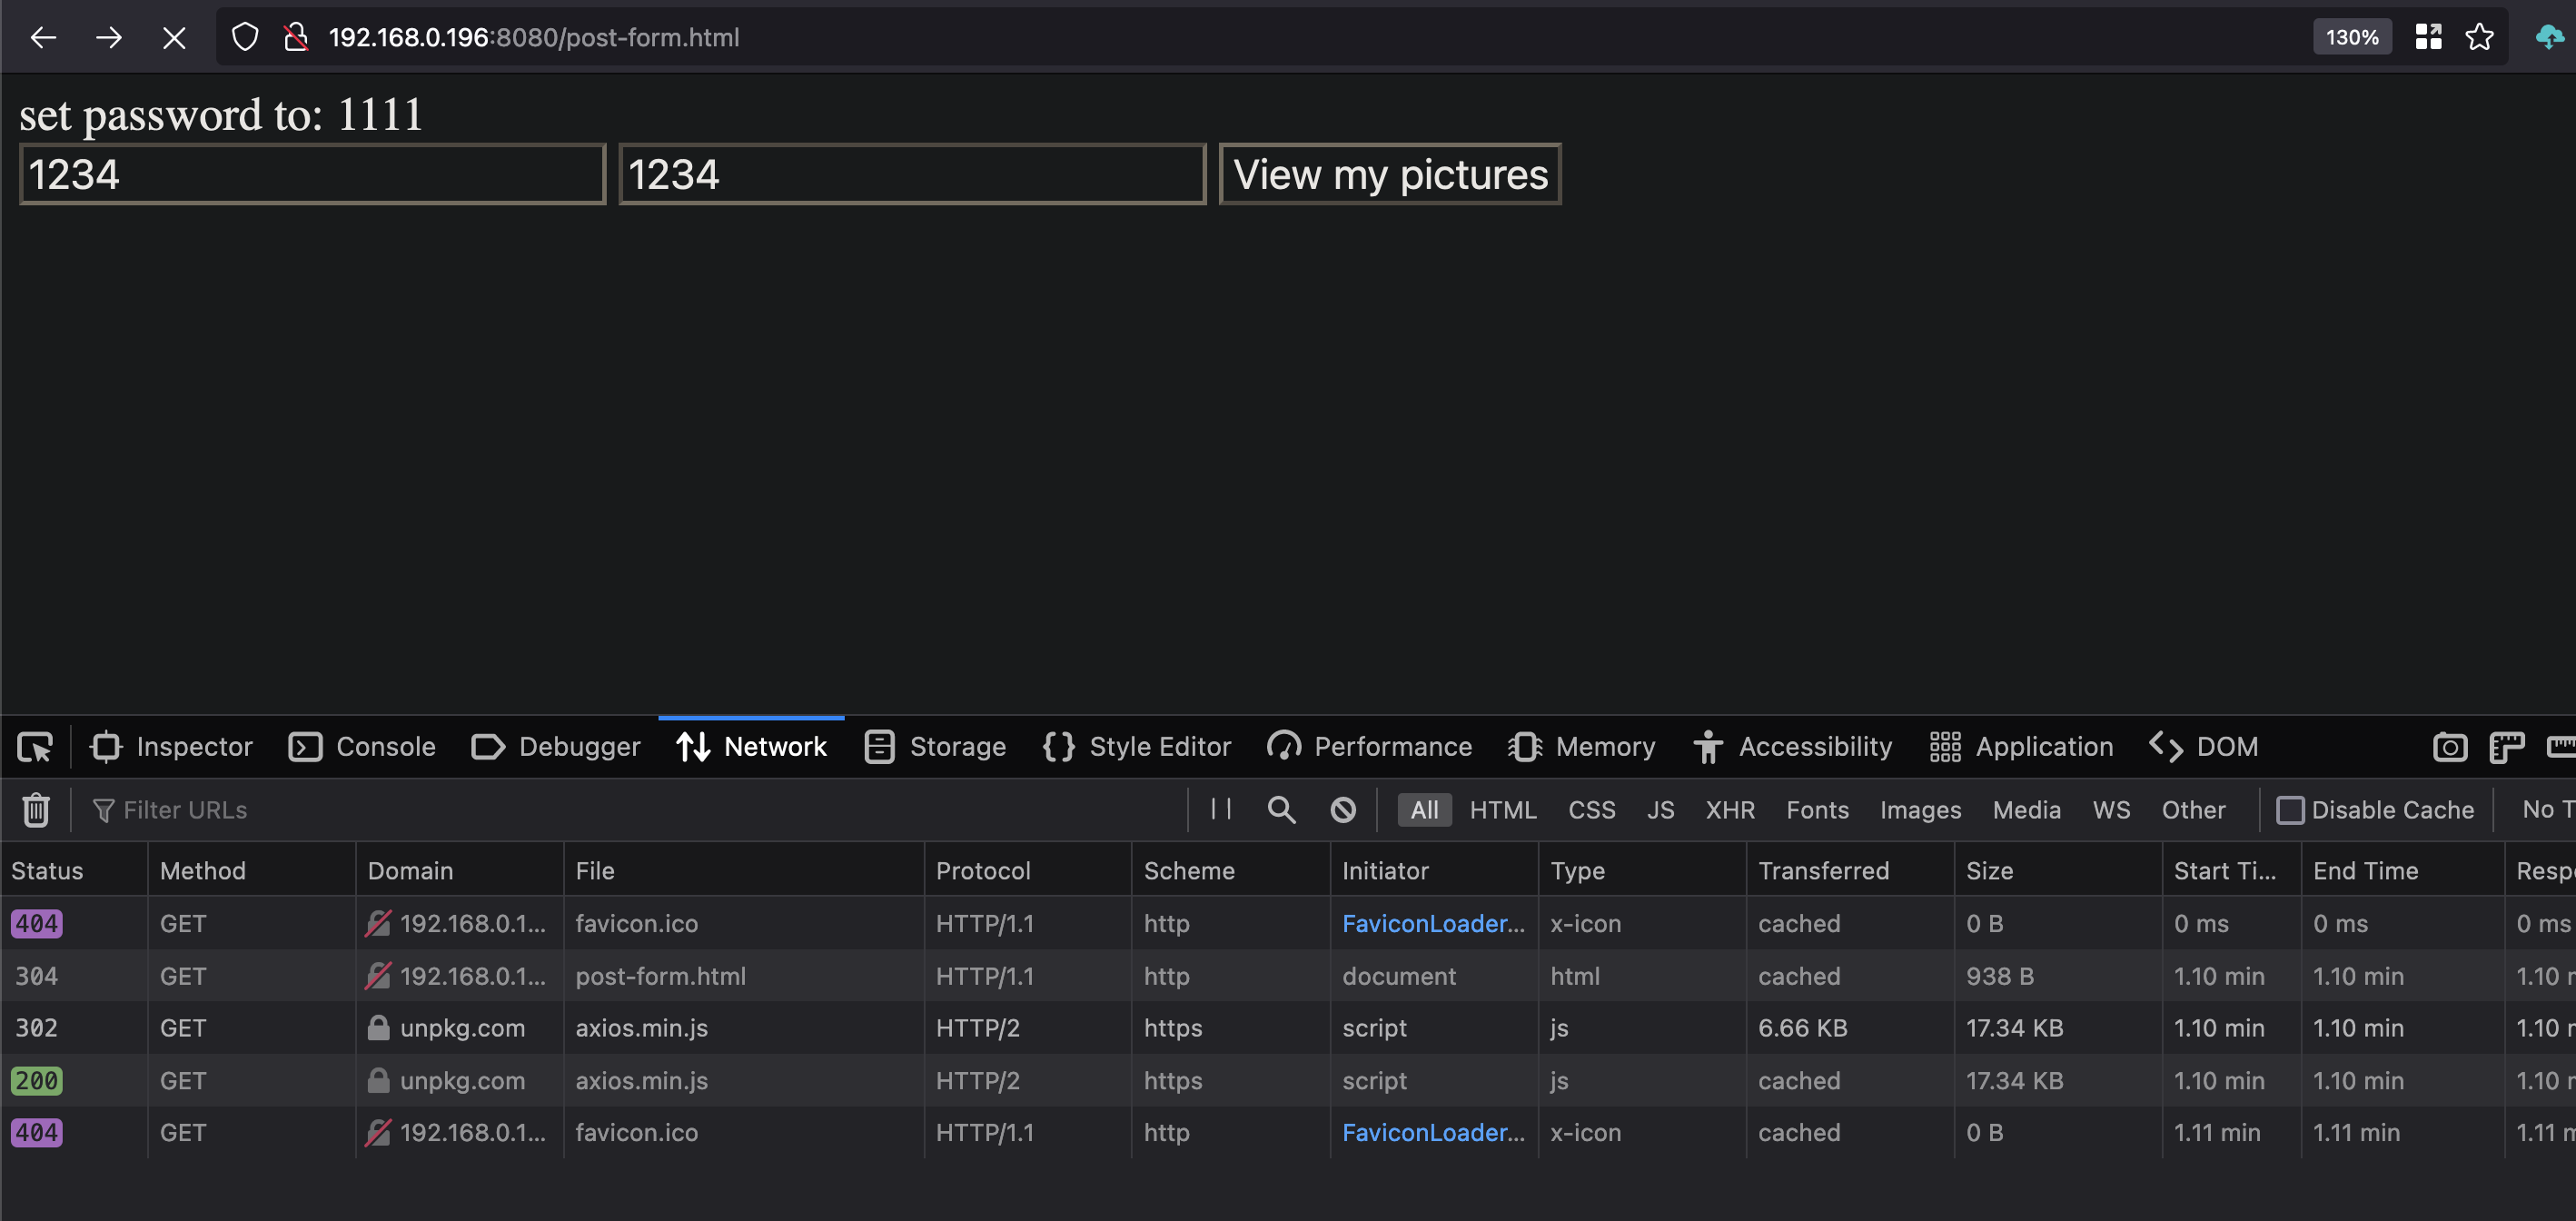 192.168.0.196:8080/post-form.html 130%
set password to: 1111
1234 1234 View my pictures
Inspector Console Debugger Network Storage Style Editor Performance Memory Accessibility Application DOM
Filter URLs All HTML CSS JS XHR Fonts Images Media WS Other Disable Cache No T
Status Method Domain File Protocol Scheme Initiator Type Transferred Size Start Ti... End Time Resp
404 GET 192.168.0.1... favicon.ico HTTP/1.1 http FaviconLoader... x-icon cached 0 B 0 ms 0 ms 0 ms
304 GET 192.168.0.1... post-form.html HTTP/1.1 http document html cached 938 B 1.10 min 1.10 min 1.10
302 GET unpkg.com axios.min.js HTTP/2 https script js 6.66 KB 17.34 KB 1.10 min 1.10 min 1.10
200 GET unpkg.com axios.min.js HTTP/2 https script js cached 17.34 KB 1.10 min 1.10 min 1.10
404 GET 192.168.0.1... favicon.ico HTTP/1.1 http FaviconLoader... x-icon cached 0 B 1.11 min 1.11 min 1.11